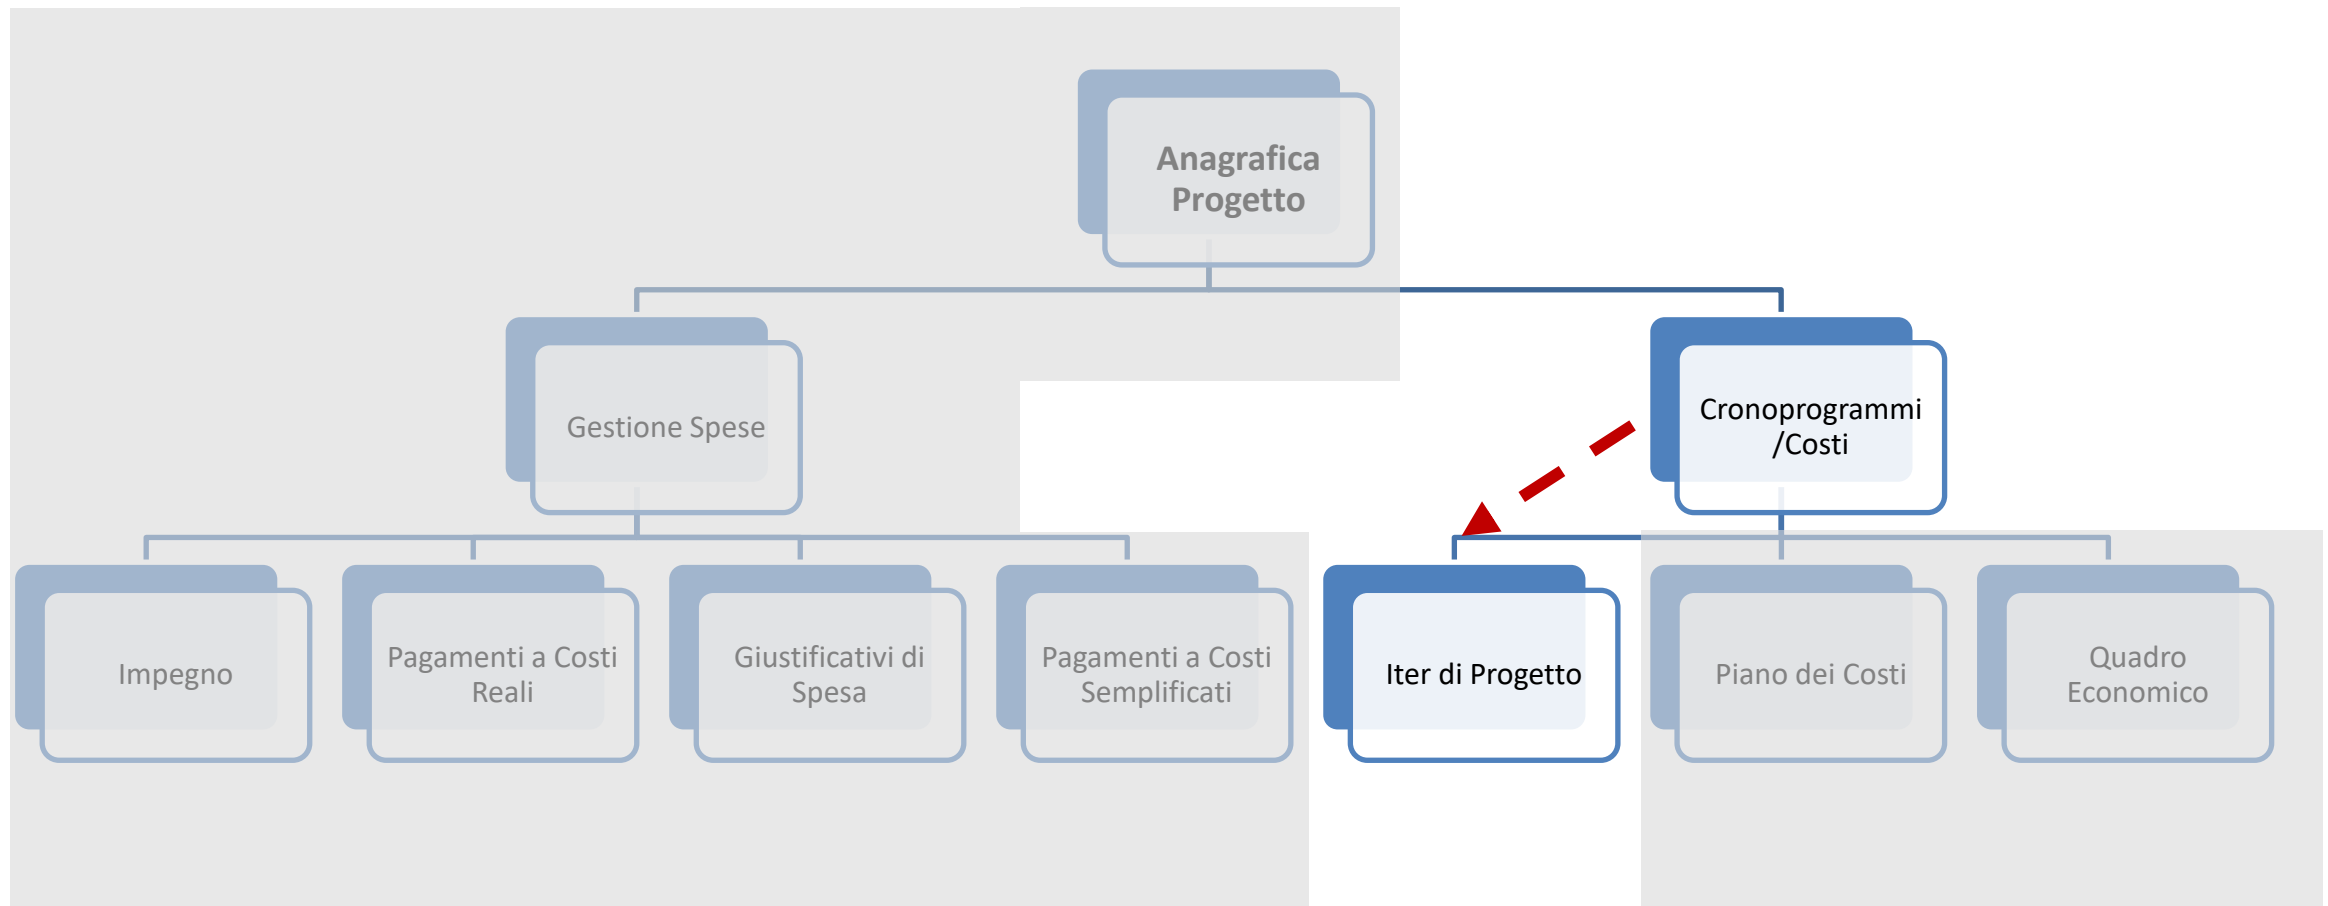 Anagrafica
Progetto
Gestione Spese
Cronoprogrammi
/Costi
Impegno
Pagamenti a Costi
Reali
Giustificativi di
Spesa
Pagamenti a Costi
Semplificati
Iter di Progetto
Piano dei Costi
Quadro
Economico